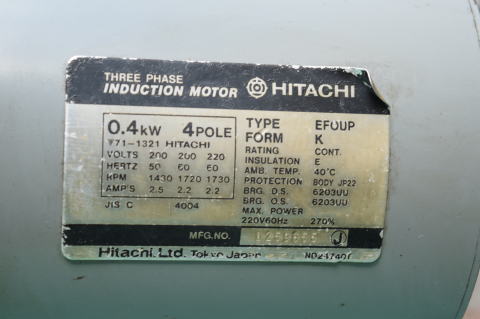 THREE PHASE
INDUCTION MOTOR HITACHI
0.4KW 4POLE
HITACHI
VOLTS 200 200 220
HERTZ 50 60 60
RPM 1430 1720 1730
AMP'S 2.5 2.2 2.2
JIS C 4004
TYPE EFOUP
FORM K
RATING CONT.
INSULATION E
AMB. TEMP. 40°C
PROTECTION BODY JP22
BRG. D.S. 6203UU
BRG. O.S. 6203UU
MAX. POWER
220V60Hz 270%
MFG.NO. J
Hitachi, Ltd. Tokyo Japan